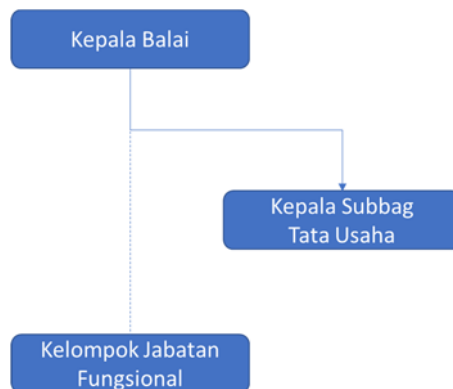 Kepala Balai
Kepala Subbag
Tata Usaha
Kelompok Jabatan
Fungsional